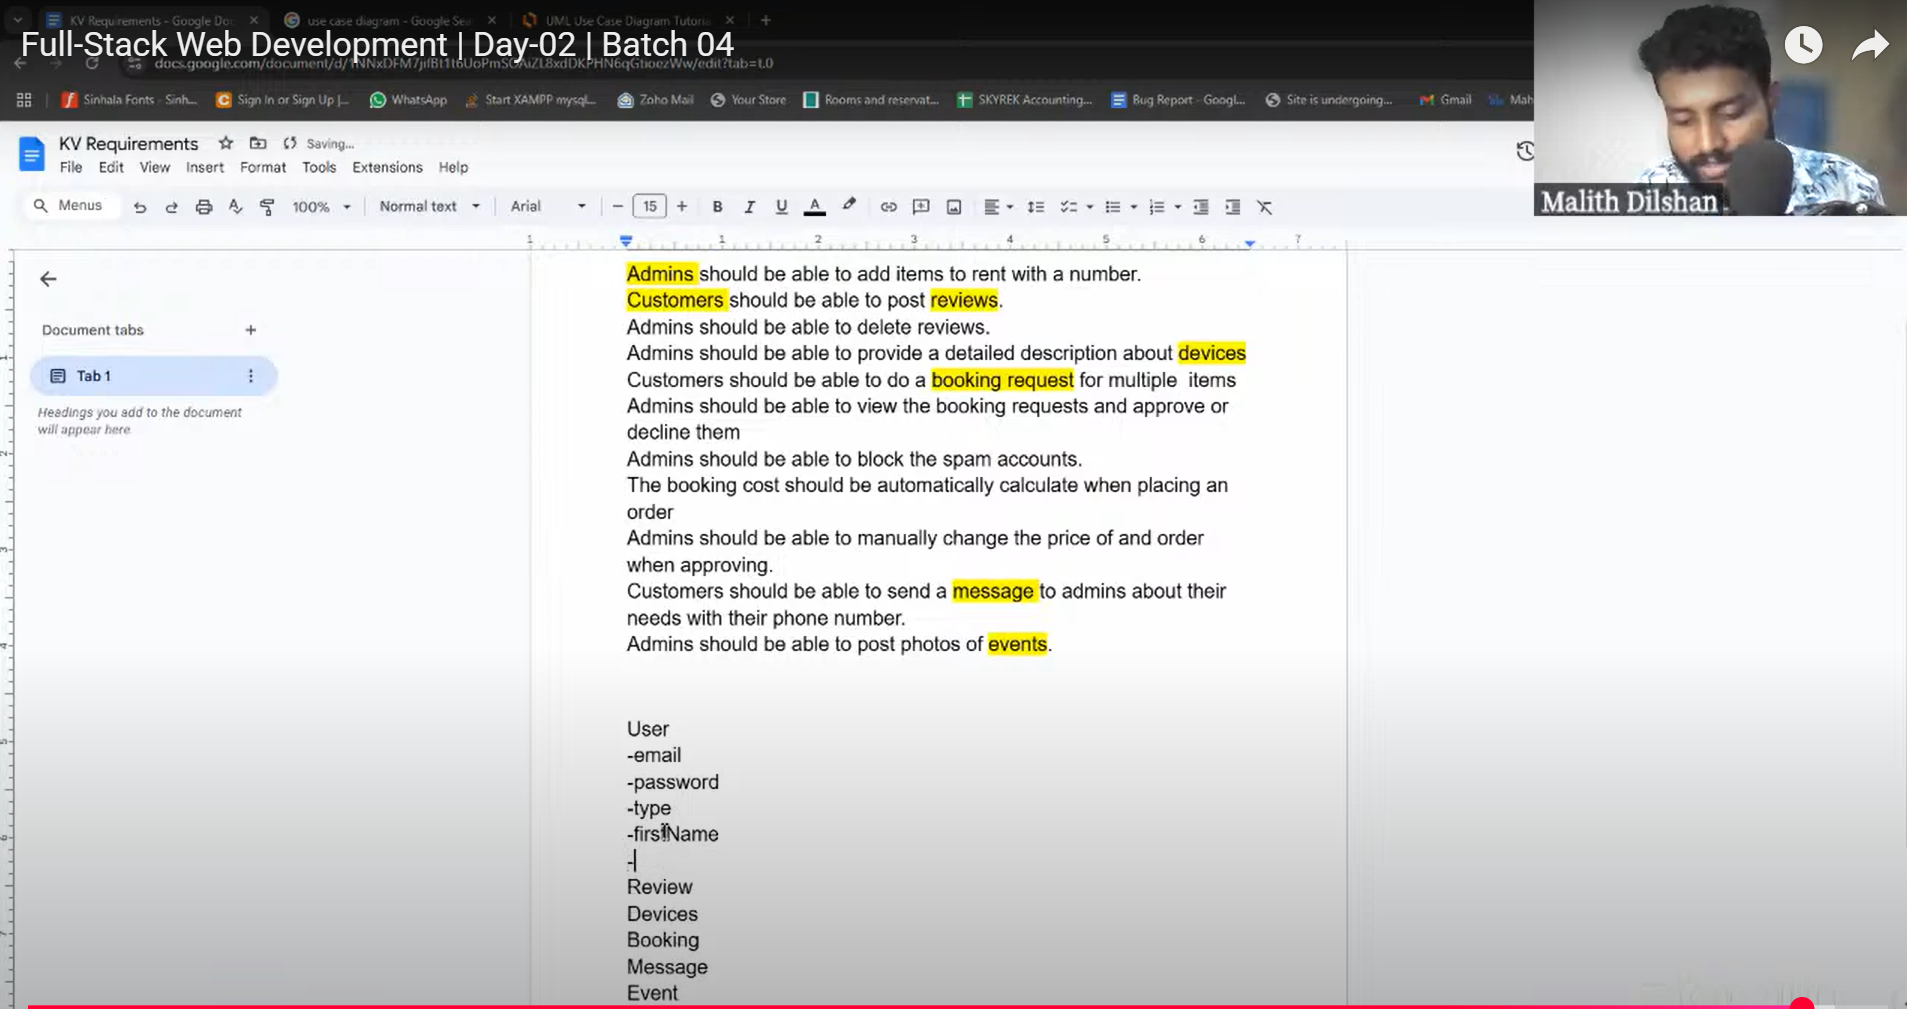 KV Requirements - Google Doc
use case diagram - Google Sea
UML Use Case Diagram Tutoria
Full-Stack Web Development | Day-02 | Batch 04
Sinhala Fonts - Sinh...
Sign In or Sign Up |...
WhatsApp
Start XAMPP mysql...
Zoho Mail
Your Store
Rooms and reservat...
SKYREK Accounting...
Bug Report - Googl...
Site is undergoing...
Gmail
Mah
KV Requirements
Saving...
File Edit View Insert Format Tools Extensions Help
Menus
100%
Normal text
Arial
15
B I U A
Malith Dilshan
1 1 2 3 4 5 6 7
Document tabs
Tab 1
Headings you add to the document
will appear here
Admins should be able to add items to rent with a number.
Customers should be able to post reviews.
Admins should be able to delete reviews.
Admins should be able to provide a detailed description about devices
Customers should be able to do a booking request for multiple items
Admins should be able to view the booking requests and approve or
decline them
Admins should be able to block the spam accounts.
The booking cost should be automatically calculate when placing an
order
Admins should be able to manually change the price of and order
when approving.
Customers should be able to send a message to admins about their
needs with their phone number.
Admins should be able to post photos of events.
User
-email
-password
-type
-firstName
-
Review
Devices
Booking
Message
Event